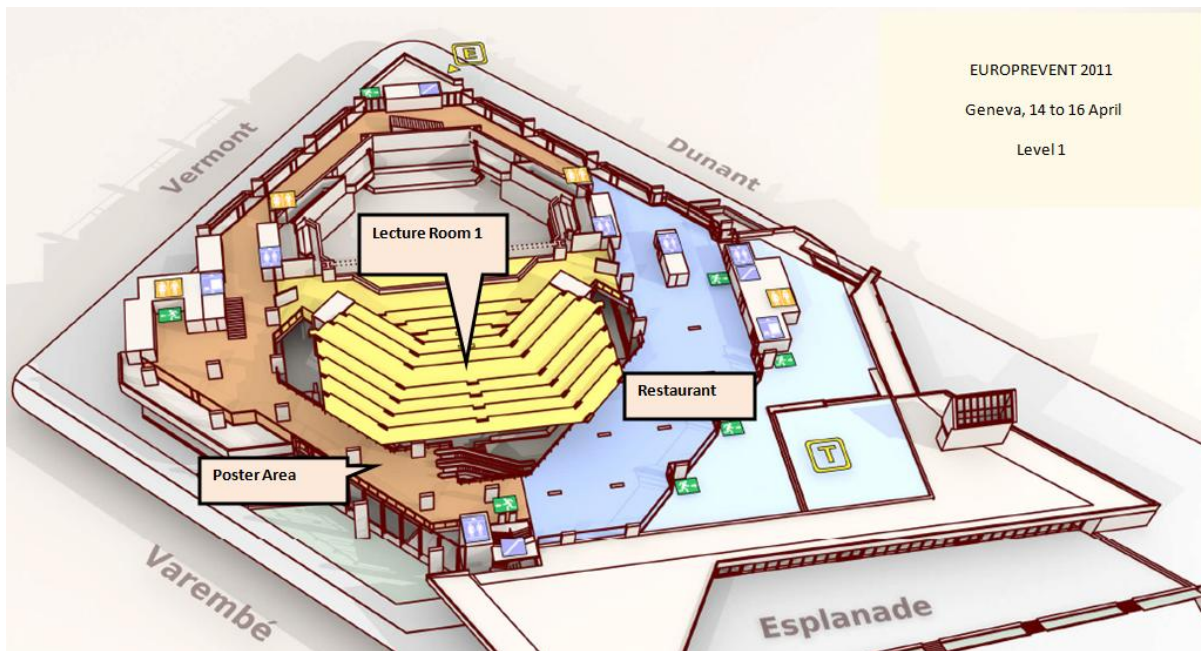 EUROPREVENT 2011
Geneva, 14 to 16 April
Level 1
E
Vermont
Dunant
Lecture Room 1
Restaurant
T
Poster Area
Varembé
Esplanade